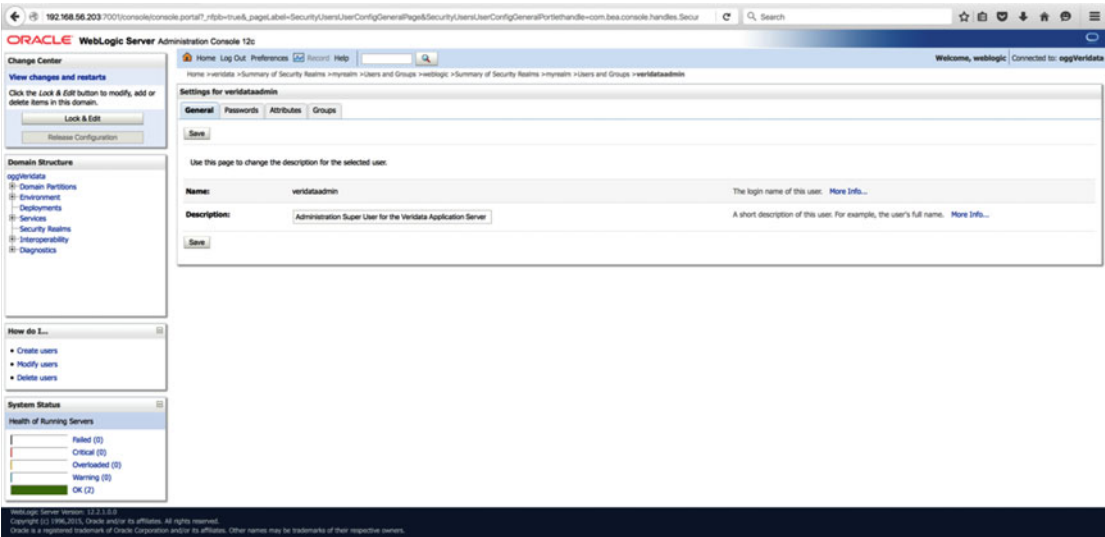 192.168.56.203:7001/console/console.portal?_nfpb=true&_pageLabel=SecurityUsersUserConfigGeneralPage&SecurityUsersUserConfigGeneralPortlethandle=com.bea.console.handles.Secur
Search
ORACLE WebLogic Server Administration Console 12c
Change Center
View changes and restarts
Click the Lock & Edit button to modify, add or
delete items in this domain.
Lock & Edit
Release Configuration
Domain Structure
oggVeridata
Domain Partitions
Environment
Deployments
Services
Security Realms
Interoperability
Diagnostics
How do I...
Create users
Modify users
Delete users
System Status
Health of Running Servers
Failed (0)
Critical (0)
Overloaded (0)
Warning (0)
OK (2)
Home Log Out Preferences Record Help
Welcome, weblogic Connected to: oggVeridata
Home >veridata >Summary of Security Realms >myrealm >Users and Groups >weblogic >Summary of Security Realms >myrealm >Users and Groups >veridataadmin
Settings for veridataadmin
General Passwords Attributes Groups
Save
Use this page to change the description for the selected user.
Name: veridataadmin The login name of this user. More Info...
Description: Administration Super User for the Veridata Application Server A short description of this user. For example, the user's full name. More Info...
Save
WebLogic Server Version: 12.2.1.0.0
Copyright (c) 1996,2015, Oracle and/or its affiliates. All rights reserved.
Oracle is a registered trademark of Oracle Corporation and/or its affiliates. Other names may be trademarks of their respective owners.